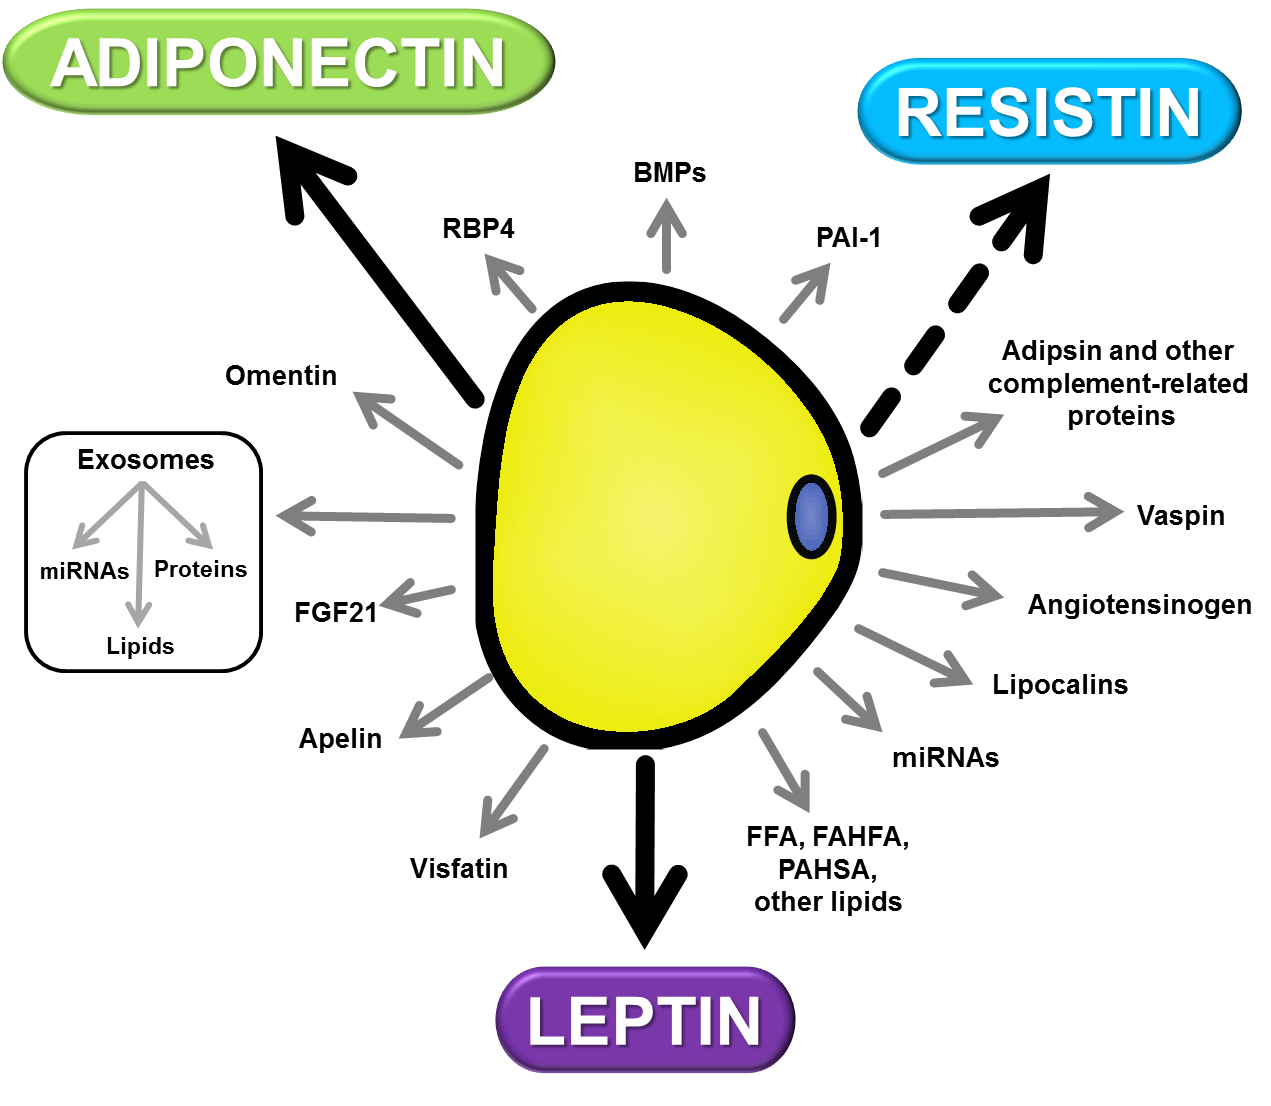 ADIPONECTIN
RESISTIN
BMPs
RBP4
PAI-1
Adipsin and other
complement-related
proteins
Omentin
Exosomes
miRNAs
Proteins
Lipids
Vaspin
FGF21
Angiotensinogen
Lipocalins
Apelin
miRNAs
Visfatin
FFA, FAHFA,
PAHSA,
other lipids
LEPTIN